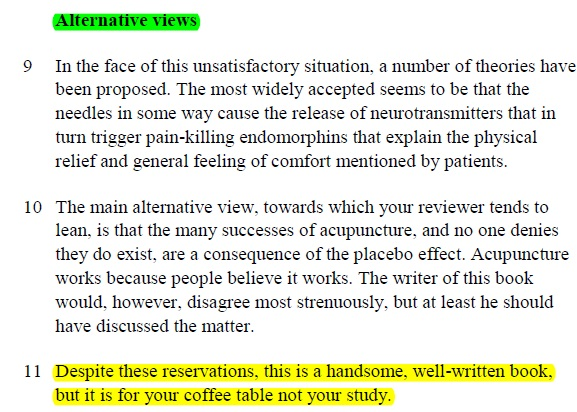 Alternative views
9 In the face of this unsatisfactory situation, a number of theories have
been proposed. The most widely accepted seems to be that the
needles in some way cause the release of neurotransmitters that in
turn trigger pain-killing endomorphins that explain the physical
relief and general feeling of comfort mentioned by patients.
10 The main alternative view, towards which your reviewer tends to
lean, is that the many successes of acupuncture, and no one denies
they do exist, are a consequence of the placebo effect. Acupuncture
works because people believe it works. The writer of this book
would, however, disagree most strenuously, but at least he should
have discussed the matter.
11 Despite these reservations, this is a handsome, well-written book,
but it is for your coffee table not your study.